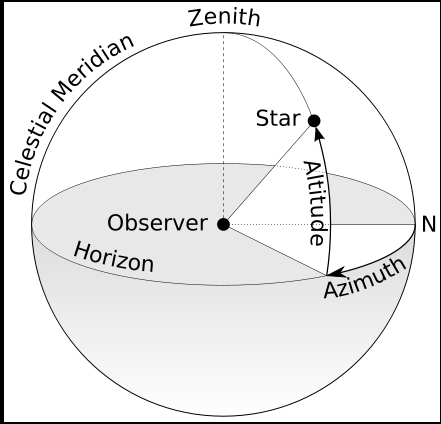 Zenith
Celestial Meridian
Star
Altitude
Observer
N
Horizon
Azimuth